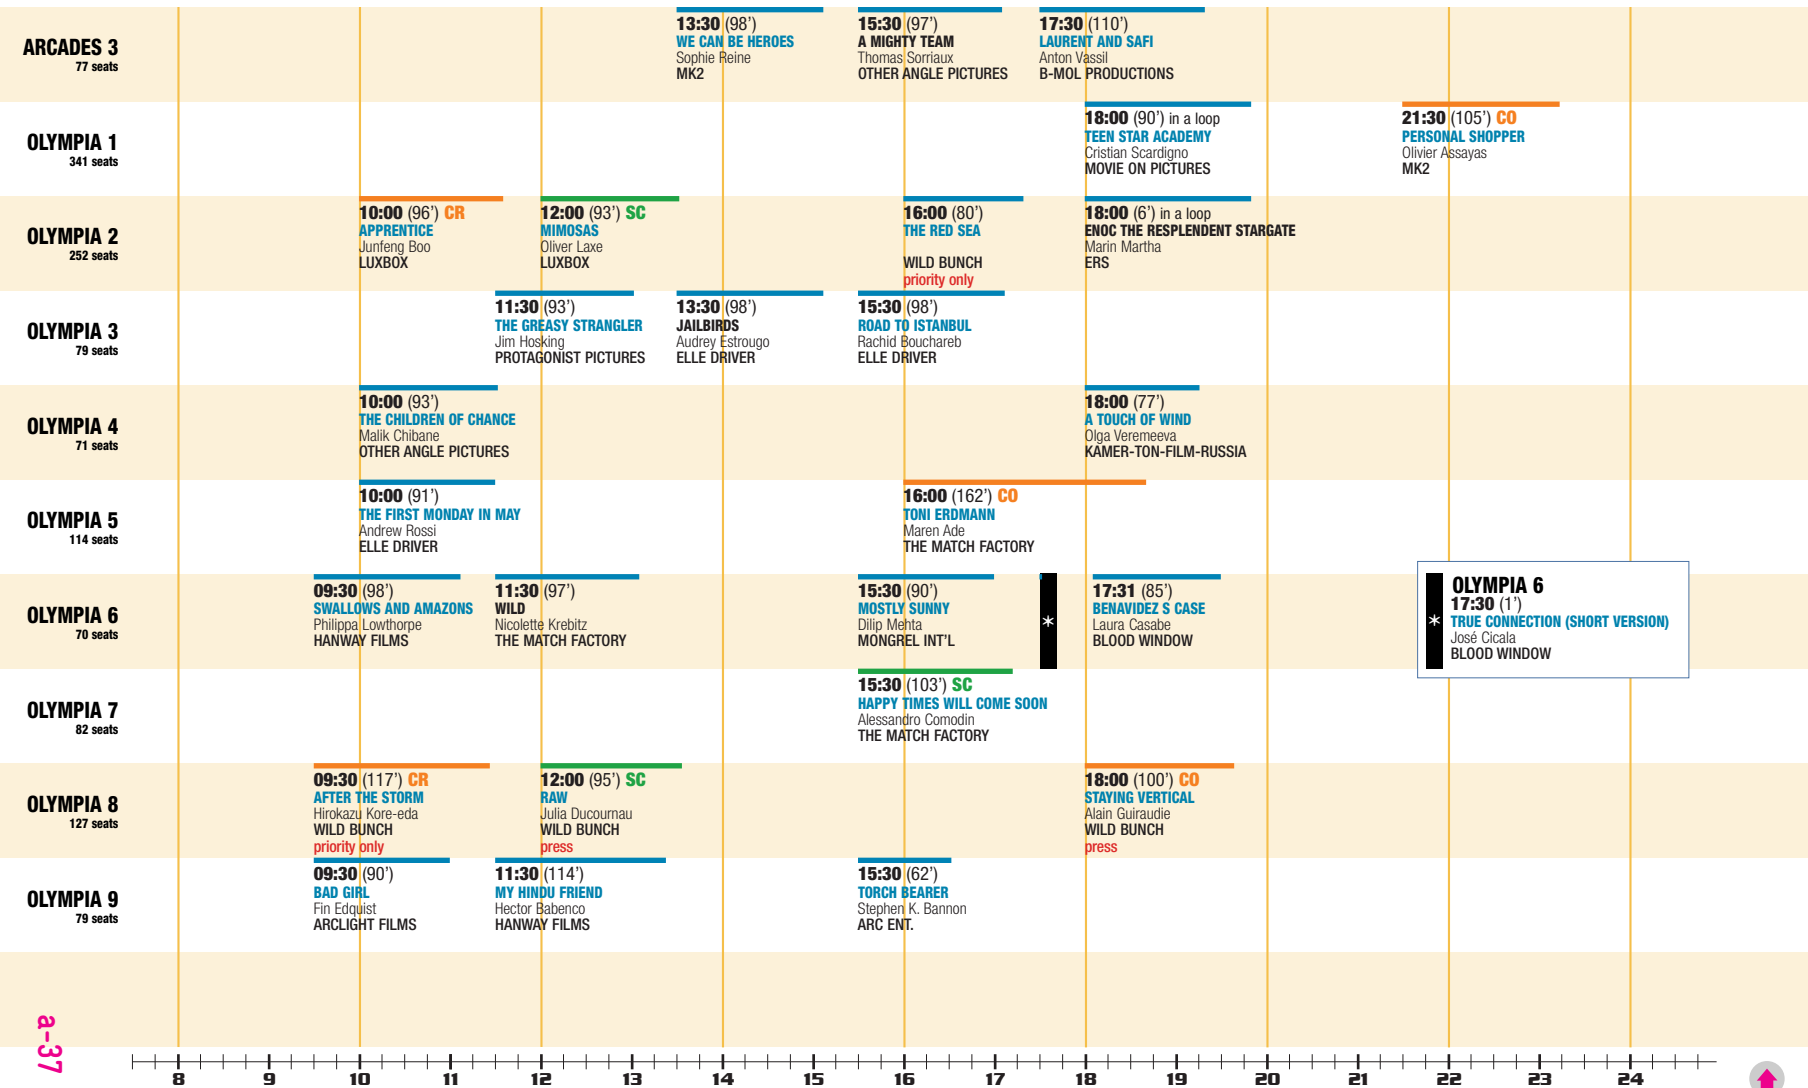 ARCADES 3
77 seats
13:30 (98’)
WE CAN BE HEROES
Sophie Reine
MK2
15:30 (97’)
A MIGHTY TEAM
Thomas Sorriaux
OTHER ANGLE PICTURES
17:30 (110’)
LAURENT AND SAFI
Anton Vassil
B-MOL PRODUCTIONS
OLYMPIA 1
341 seats
18:00 (90’) in a loop
TEEN STAR ACADEMY
Cristian Scardigno
MOVIE ON PICTURES
21:30 (105’) CO
PERSONAL SHOPPER
Olivier Assayas
MK2
OLYMPIA 2
252 seats
10:00 (96’) CR
APPRENTICE
Junfeng Boo
LUXBOX
12:00 (93’) SC
MIMOSAS
Oliver Laxe
LUXBOX
16:00 (80’)
THE RED SEA
WILD BUNCH
priority only
18:00 (6’) in a loop
ENOC THE RESPLENDENT STARGATE
Marin Martha
ERS
OLYMPIA 3
79 seats
11:30 (93’)
THE GREASY STRANGLER
Jim Hosking
PROTAGONIST PICTURES
13:30 (98’)
JAILBIRDS
Audrey Estrougo
ELLE DRIVER
15:30 (98’)
ROAD TO ISTANBUL
Rachid Bouchareb
ELLE DRIVER
OLYMPIA 4
71 seats
10:00 (93’)
THE CHILDREN OF CHANCE
Malik Chibane
OTHER ANGLE PICTURES
18:00 (77’)
A TOUCH OF WIND
Olga Veremeeva
KAMER-TON-FILM-RUSSIA
OLYMPIA 5
114 seats
10:00 (91’)
THE FIRST MONDAY IN MAY
Andrew Rossi
ELLE DRIVER
16:00 (162’) CO
TONI ERDMANN
Maren Ade
THE MATCH FACTORY
OLYMPIA 6
70 seats
09:30 (98’)
SWALLOWS AND AMAZONS
Philippa Lowthorpe
HANWAY FILMS
11:30 (97’)
WILD
Nicolette Krebitz
THE MATCH FACTORY
15:30 (90’)
MOSTLY SUNNY
Dilip Mehta
MONGREL INT’L
*
17:31 (85’)
BENAVIDEZ S CASE
Laura Casabe
BLOOD WINDOW
*
OLYMPIA 6
17:30 (1’)
TRUE CONNECTION (SHORT VERSION)
José Cicala
BLOOD WINDOW
OLYMPIA 7
82 seats
15:30 (103’) SC
HAPPY TIMES WILL COME SOON
Alessandro Comodin
THE MATCH FACTORY
OLYMPIA 8
127 seats
09:30 (117’) CR
AFTER THE STORM
Hirokazu Kore-eda
WILD BUNCH
priority only
12:00 (95’) SC
RAW
Julia Ducournau
WILD BUNCH
press
18:00 (100’) CO
STAYING VERTICAL
Alain Guiraudie
WILD BUNCH
press
OLYMPIA 9
79 seats
09:30 (90’)
BAD GIRL
Fin Edquist
ARCLIGHT FILMS
11:30 (114’)
MY HINDU FRIEND
Hector Babenco
HANWAY FILMS
15:30 (62’)
TORCH BEARER
Stephen K. Bannon
ARC ENT.
a-37
8 9 10 11 12 13 14 15 16 17 18 19 20 21 22 23 24